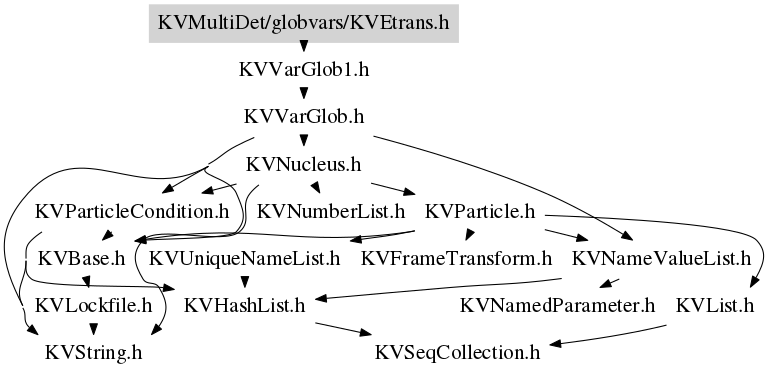 KVMultiDet/globvars/KVEtrans.h
KVVarGlob1.h
KVVarGlob.h
KVNucleus.h
KVParticleCondition.h
KVNumberList.h
KVParticle.h
KVBase.h
KVUniqueNameList.h
KVFrameTransform.h
KVNameValueList.h
KVLockfile.h
KVHashList.h
KVNamedParameter.h
KVList.h
KVString.h
KVSeqCollection.h